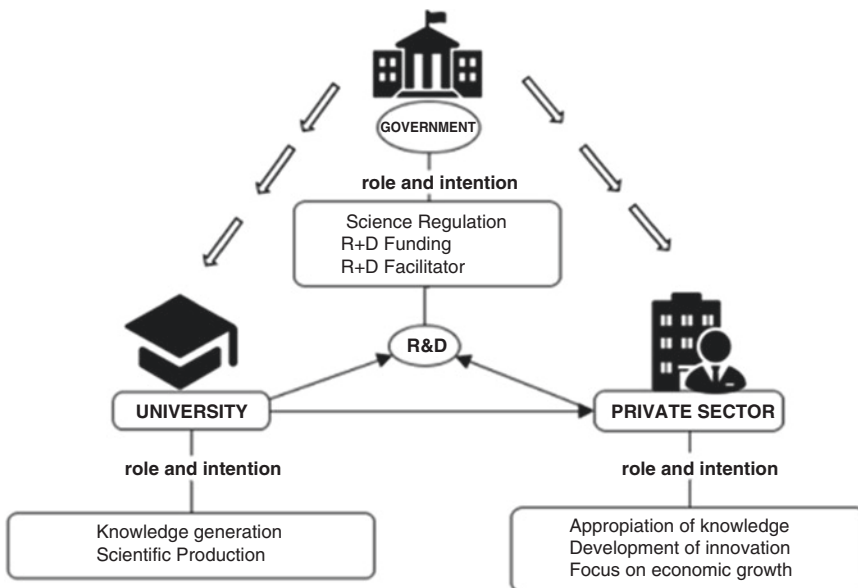 GOVERNMENT
role and intention
Science Regulation
R+D Funding
R+D Facilitator
R&D
UNIVERSITY
PRIVATE SECTOR
role and intention
role and intention
Knowledge generation
Scientific Production
Appropiation of knowledge
Development of innovation
Focus on economic growth